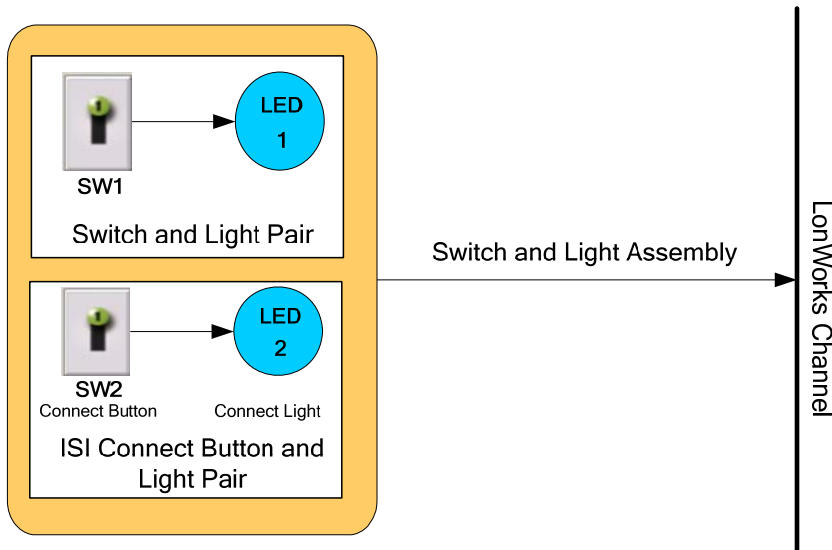 LED
1
SW1
Switch and Light Pair
LED
2
SW2
Connect Button
Connect Light
ISI Connect Button and
Light Pair
Switch and Light Assembly
LonWorks Channel